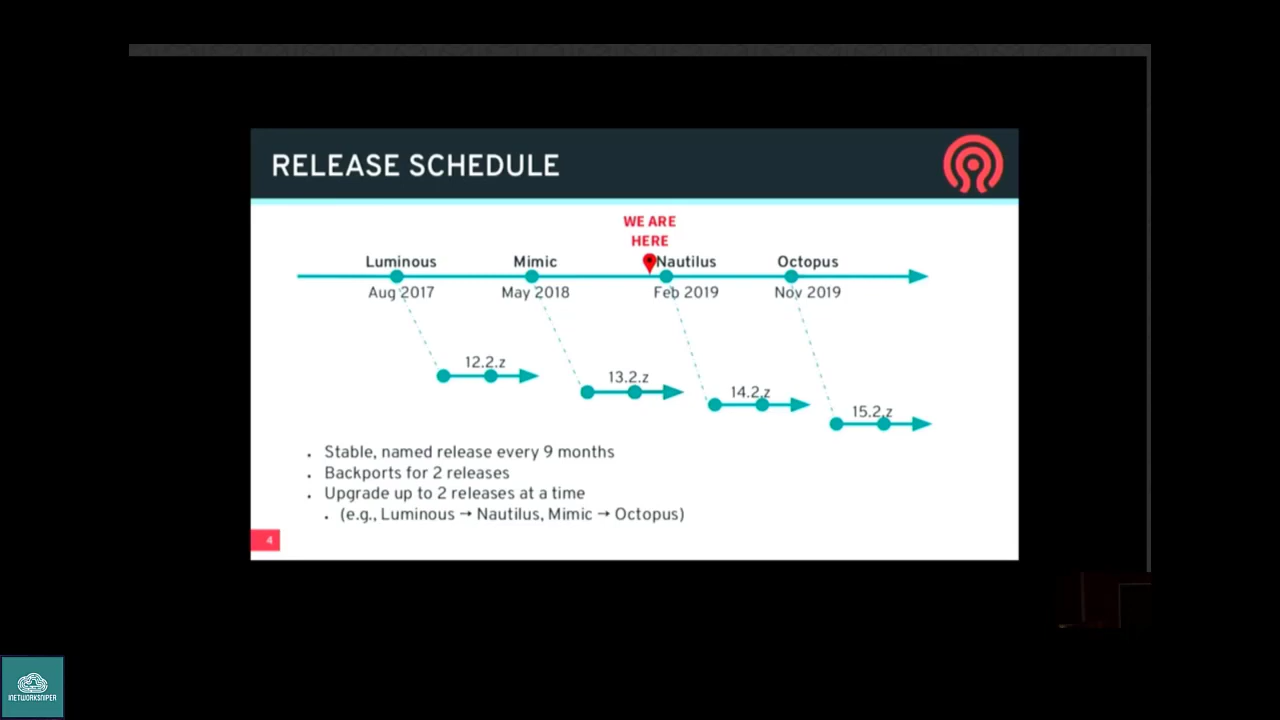 RELEASE SCHEDULE
WE ARE
HERE
Luminous Mimic Nautilus Octopus
Aug 2017 May 2018 Feb 2019 Nov 2019
12.2.z
13.2.z
14.2.z
15.2.z
. Stable, named release every 9 months
. Backports for 2 releases
. Upgrade up to 2 releases at a time
. (e.g., Luminous → Nautilus, Mimic → Octopus)
4
INETWORKSNIPER